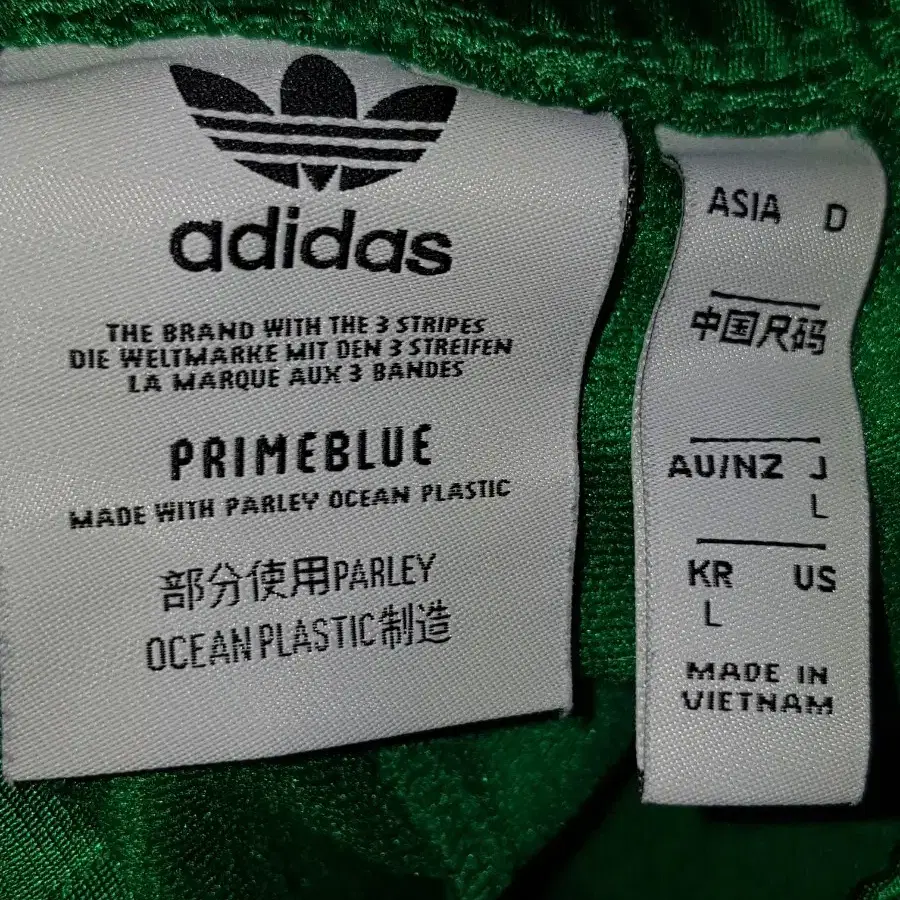 adidas
THE BRAND WITH THE 3 STRIPES
DIE WELTMARKE MIT DEN 3 STREIFEN
LA MARQUE AUX 3 BANDES
PRIMEBLUE
MADE WITH PARLEY OCEAN PLASTIC
部分使用PARLEY
OCEAN PLASTIC制造
ASIA D
中国尺码
AU/NZ J
L
KR US
L
MADE IN
VIETNAM